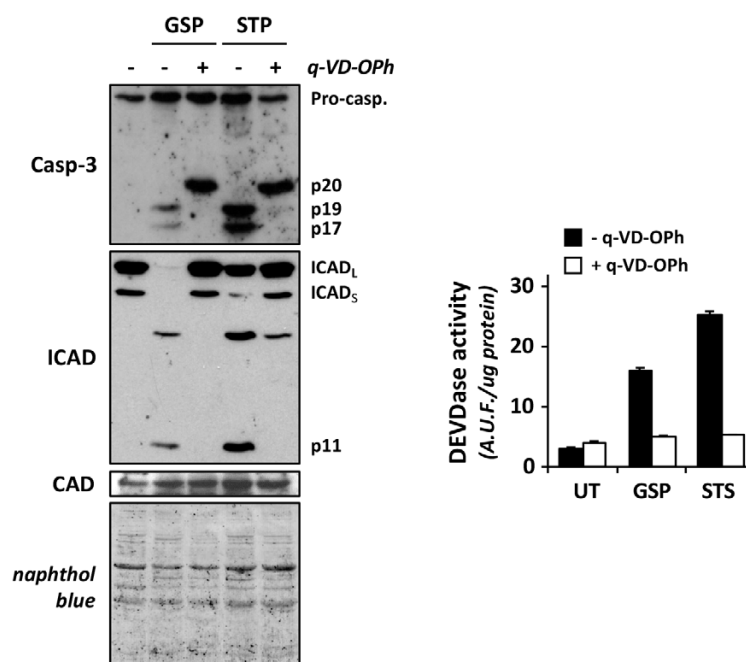 GSP STP
- - + - + q-VD-OPh
Casp-3
Pro-casp.
p20
p19
p17
ICAD
ICADL
ICADS
p11
CAD
naphthol
blue
- q-VD-OPh
+ q-VD-OPh
DEVDase activity
(A.U.F./ug protein)
30
20
10
0
UT GSP STS